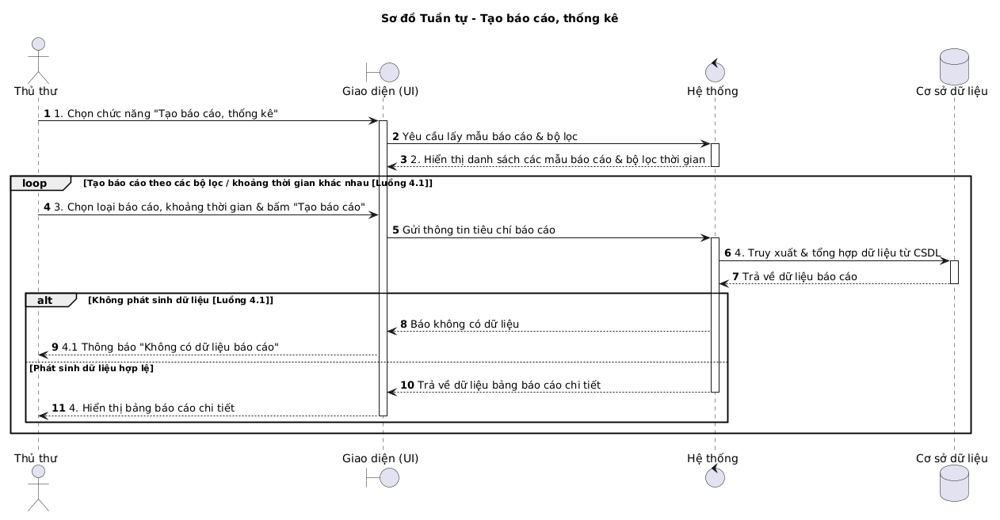 Sơ đồ Tuần tự - Tạo báo cáo, thống kê
Thủ thư
Giao diện (UI)
Hệ thống
Cơ sở dữ liệu
1 1. Chọn chức năng "Tạo báo cáo, thống kê"
2 Yêu cầu lấy mẫu báo cáo & bộ lọc
3 2. Hiển thị danh sách các mẫu báo cáo & bộ lọc thời gian
loop [Tạo báo cáo theo các bộ lọc / khoảng thời gian khác nhau [Luồng 4.1]]
4 3. Chọn loại báo cáo, khoảng thời gian & bấm "Tạo báo cáo"
5 Gửi thông tin tiêu chí báo cáo
6 4. Truy xuất & tổng hợp dữ liệu từ CSDL
7 Trả về dữ liệu báo cáo
alt [Không phát sinh dữ liệu [Luồng 4.1]]
8 Báo không có dữ liệu
9 4.1 Thông báo "Không có dữ liệu báo cáo"
[Phát sinh dữ liệu hợp lệ]
10 Trả về dữ liệu bảng báo cáo chi tiết
11 4. Hiển thị bảng báo cáo chi tiết
Thủ thư
Giao diện (UI)
Hệ thống
Cơ sở dữ liệu